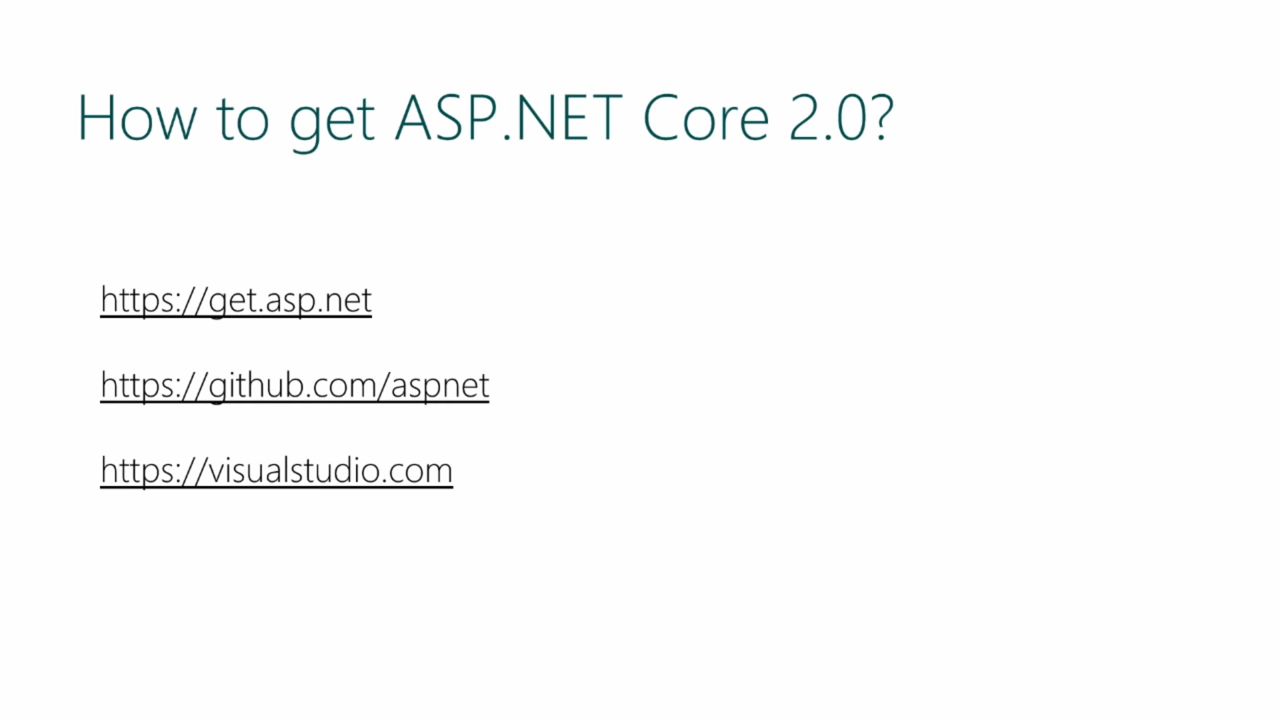 How to get ASP.NET Core 2.0?
https://get.asp.net
https://github.com/aspnet
https://visualstudio.com